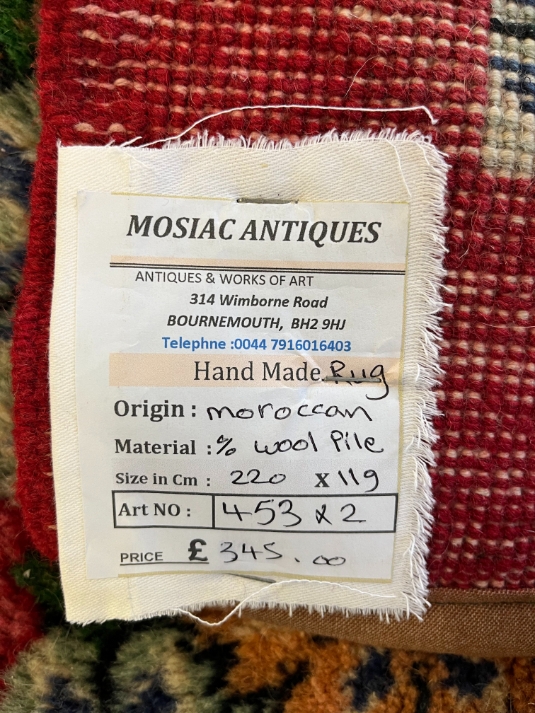 MOSIAC ANTIQUES
ANTIQUES & WORKS OF ART
314 Wimborne Road
BOURNEMOUTH, BH2 9HJ
Telephne :0044 7916016403
Hand Made Rug
Origin : moroccan
Material : % wool Pile
Size in Cm : 220 X 119
Art NO : 453 x 2
PRICE £ 345.00